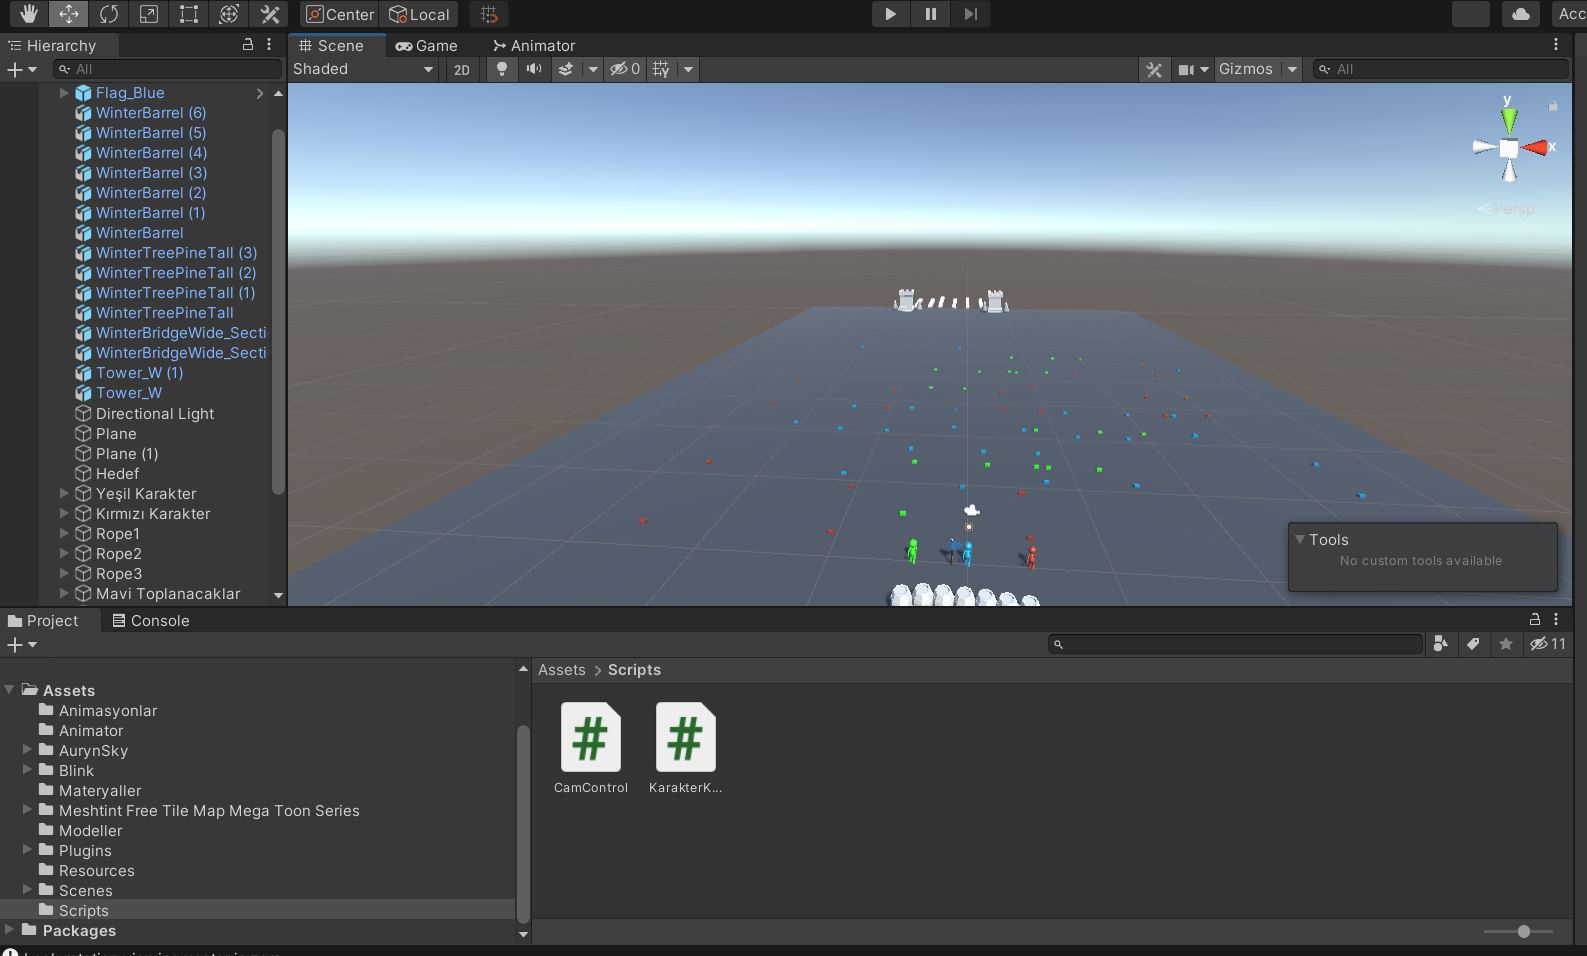 Center
Local
Acc
Hierarchy
Scene
Game
Animator
All
Shaded
2D
0
Gizmos
All
Flag_Blue
WinterBarrel (6)
WinterBarrel (5)
WinterBarrel (4)
WinterBarrel (3)
WinterBarrel (2)
WinterBarrel (1)
WinterBarrel
WinterTreePineTall (3)
WinterTreePineTall (2)
WinterTreePineTall (1)
WinterTreePineTall
WinterBridgeWide_Secti
WinterBridgeWide_Secti
Tower_W (1)
Tower_W
Directional Light
Plane
Plane (1)
Hedef
Yeşil Karakter
Kırmızı Karakter
Rope1
Rope2
Rope3
Mavi Toplanacaklar
y
x
Persp
Tools
No custom tools available
Project
Console
11
Assets
Animasyonlar
Animator
AurynSky
Blink
Materyaller
Meshtint Free Tile Map Mega Toon Series
Modeller
Plugins
Resources
Scenes
Scripts
Packages
Assets > Scripts
CamControl
KarakterK...